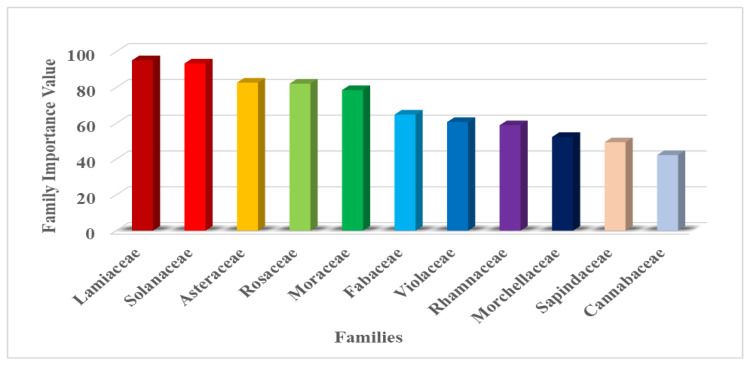 Family Importance Value
100
80
60
40
20
0
Lamiaceae
Solanaceae
Asteraceae
Rosaceae
Moraceae
Fabaceae
Violaceae
Rhamnaceae
Morchellaceae
Sapindaceae
Cannabaceae
Families